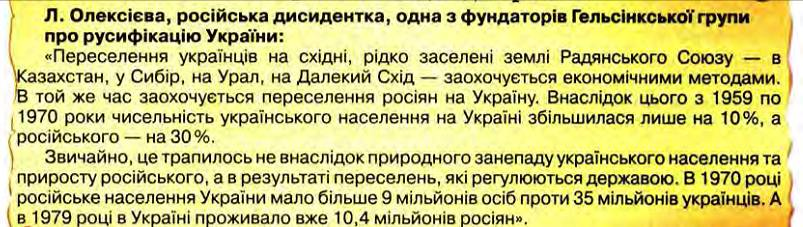 Л. Олексієва, російська дисидентка, одна з фундаторів Гельсінкської групи
про русифікацію України:
«Переселення українців на східні, рідко заселені землі Радянського Союзу — в
Казахстан, у Сибір, на Урал, на Далекий Схід — заохочується економічними методами.
В той же час заохочується переселення росіян на Україну. Внаслідок цього з 1959 по
1970 роки чисельність українського населення на Україні збільшилася лише на 10%, а
російського — на 30%.
Звичайно, це трапилось не внаслідок природного занепаду українського населення та
приросту російського, а в результаті переселень, які регулюються державою. В 1970 році
російське населення України мало більше 9 мільйонів осіб проти 35 мільйонів українців. А
в 1979 році в Україні проживало вже 10,4 мільйонів росіян».